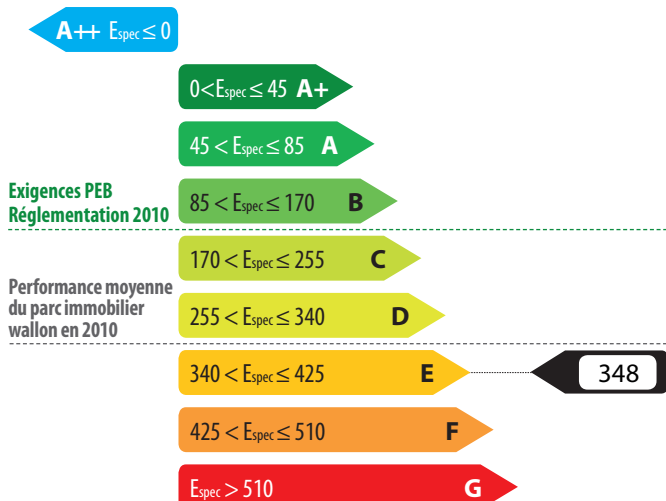 A++ Espec ≤ 0
0 < Espec ≤ 45 A+
45 < Espec ≤ 85 A
Exigences PEB
Réglementation 2010
85 < Espec ≤ 170 B
170 < Espec ≤ 255 C
Performance moyenne
du parc immobilier
wallon en 2010
255 < Espec ≤ 340 D
340 < Espec ≤ 425 E
348
425 < Espec ≤ 510 F
Espec > 510 G